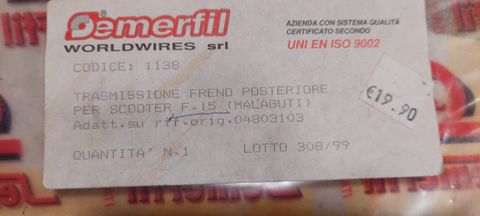 Semerfil
WORLDWIRES srl
AZIENDA CON SISTEMA QUALITÀ
CERTIFICATO SECONDO
UNI EN ISO 9002
CODICE: 1138
TRASMISSIONE FRENO POSTERIORE
PER SCOOTER F.15 (MALAGUTI)
Adatt.su rif.orig.04803103
€19.90
QUANTITA' N.1
LOTTO 308/99